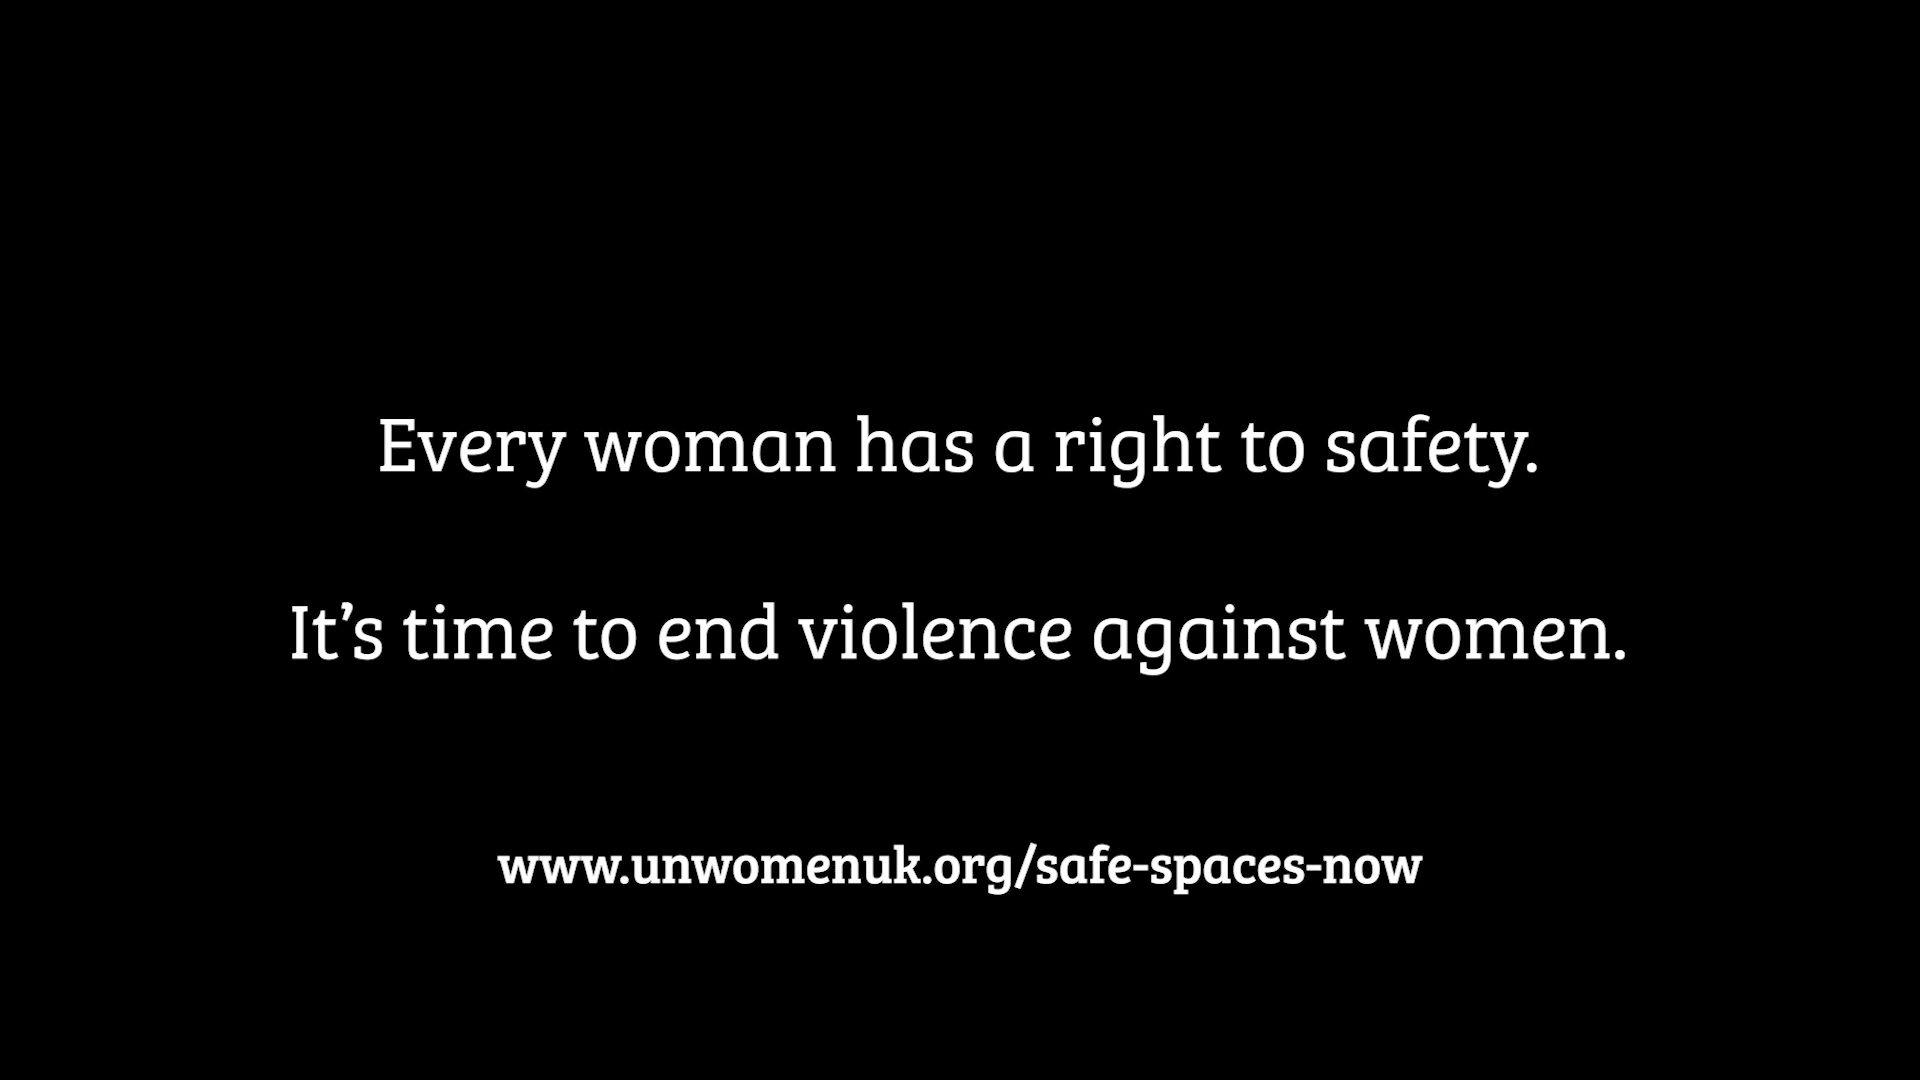 Every woman has a right to safety.
It’s time to end violence against women.
www.unwomenuk.org/safe-spaces-now